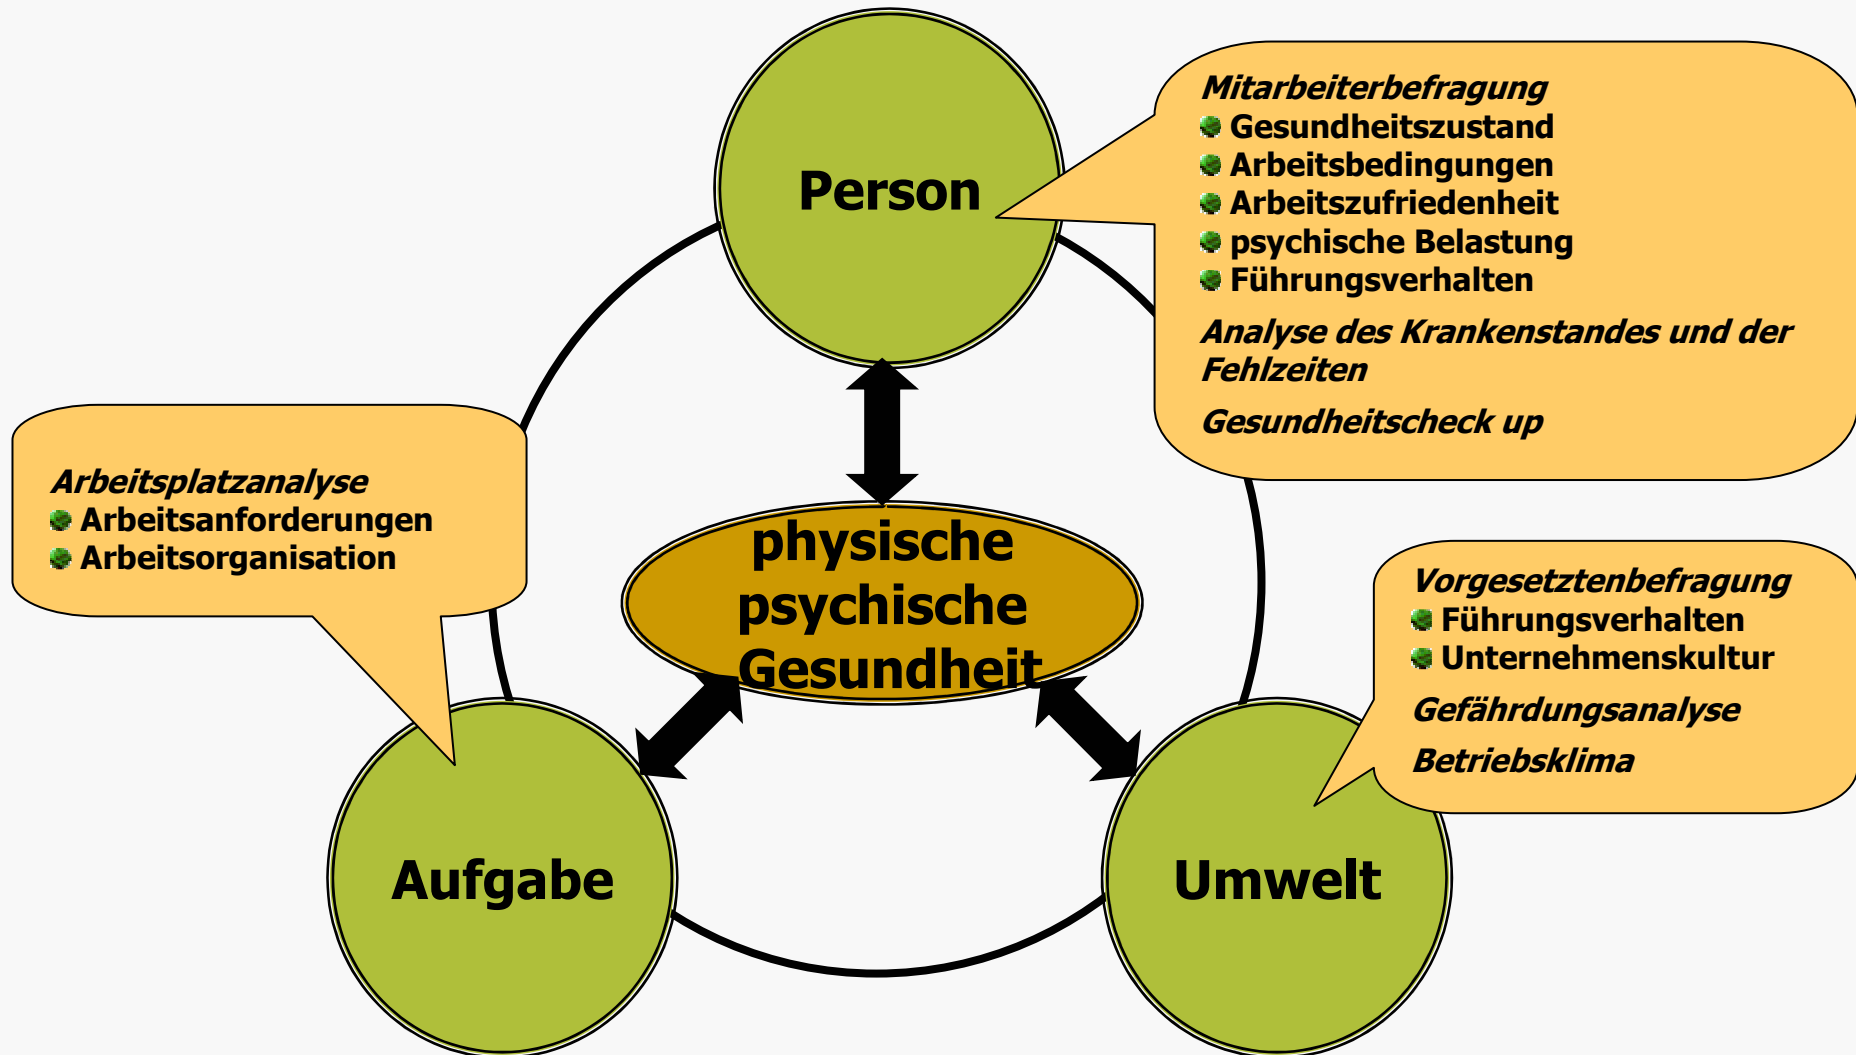 Person
Mitarbeiterbefragung
Gesundheitszustand
Arbeitsbedingungen
Arbeitszufriedenheit
psychische Belastung
Führungsverhalten
Analyse des Krankenstandes und der
Fehlzeiten
Gesundheitscheck up
Arbeitsplatzanalyse
Arbeitsanforderungen
Arbeitsorganisation
physische
psychische
Gesundheit
Vorgesetztenbefragung
Führungsverhalten
Unternehmenskultur
Gefährdungsanalyse
Betriebsklima
Aufgabe
Umwelt